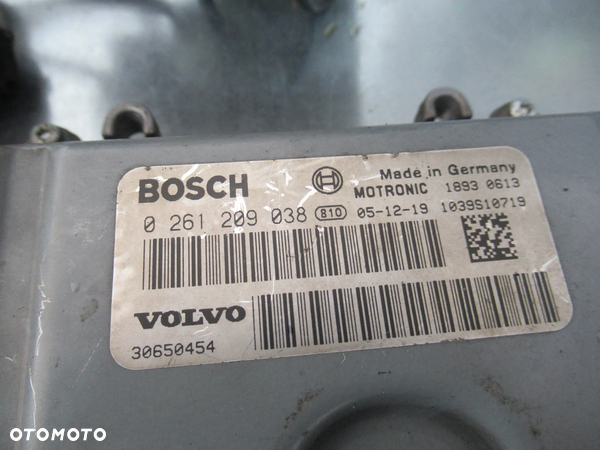 BOSCH
Made in Germany
MOTRONIC 1893 0613
0 261 209 038 810 05-12-19 1039S10719
VOLVO
30650454
OTOMOTO
OTOMOTO